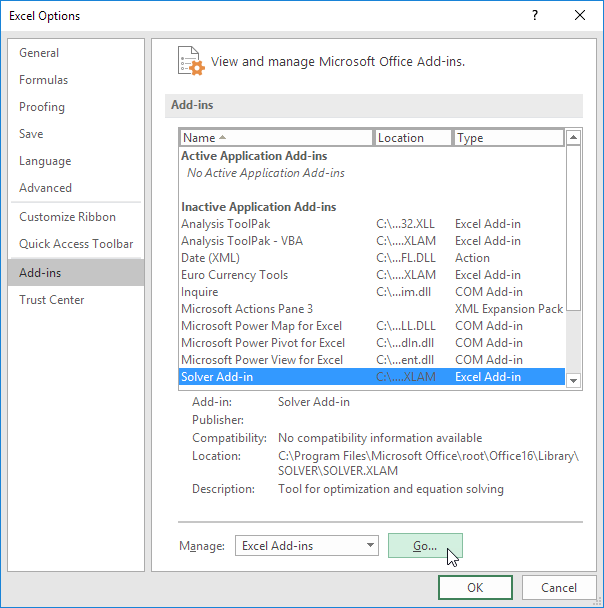 Excel Options ?
General
Formulas
Proofing
Save
Language
Advanced
Customize Ribbon
Quick Access Toolbar
Add-ins
Trust Center
View and manage Microsoft Office Add-ins.
Add-ins
Name Location Type
Active Application Add-ins
No Active Application Add-ins
Inactive Application Add-ins
Analysis ToolPak C:\...32.XLL Excel Add-in
Analysis ToolPak - VBA C:\...XLAM Excel Add-in
Date (XML) C:\...FL.DLL Action
Euro Currency Tools C:\...XLAM Excel Add-in
Inquire C:\...im.dll COM Add-in
Microsoft Actions Pane 3 XML Expansion Pack
Microsoft Power Map for Excel C:\...LL.DLL COM Add-in
Microsoft Power Pivot for Excel C:\...dln.dll COM Add-in
Microsoft Power View for Excel C:\...ent.dll COM Add-in
Solver Add-in C:\...XLAM Excel Add-in
Add-in: Solver Add-in
Publisher:
Compatibility: No compatibility information available
Location: C:\Program Files\Microsoft Office\root\Office16\Library\
SOLVER\SOLVER.XLAM
Description: Tool for optimization and equation solving
Manage: Excel Add-ins Go...
OK Cancel